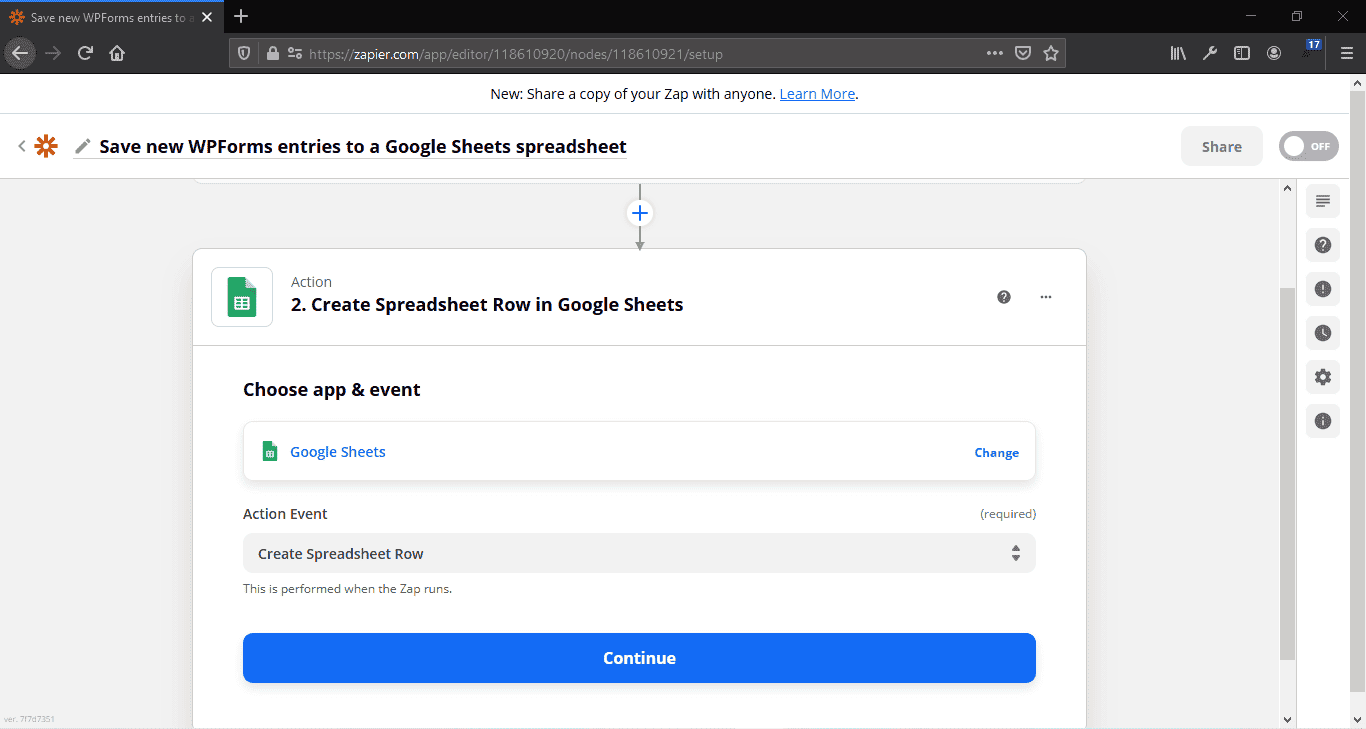 Save new WPForms entries to a
17
https://zapier.com/app/editor/118610920/nodes/118610921/setup
New: Share a copy of your Zap with anyone. Learn More.
Save new WPForms entries to a Google Sheets spreadsheet
Share
OFF
Action
2. Create Spreadsheet Row in Google Sheets
Choose app & event
Google Sheets
Change
Action Event
(required)
Create Spreadsheet Row
This is performed when the Zap runs.
Continue
ver. 7f7d7351